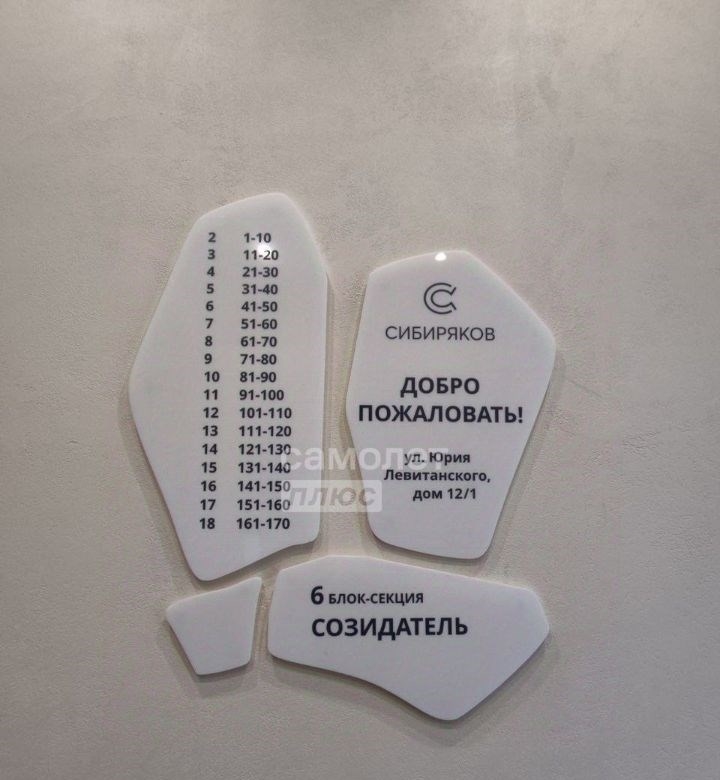 2 1-10
3 11-20
4 21-30
5 31-40
6 41-50
7 51-60
8 61-70
9 71-80
10 81-90
11 91-100
12 101-110
13 111-120
14 121-130
15 131-140
16 141-150
17 151-160
18 161-170
СИБИРЯКОВ
ДОБРО
ПОЖАЛОВАТЬ!
ул. Юрия
Левитанского,
дом 12/1
6 БЛОК-СЕКЦИЯ
СОЗИДАТЕЛЬ
самолет
плюс